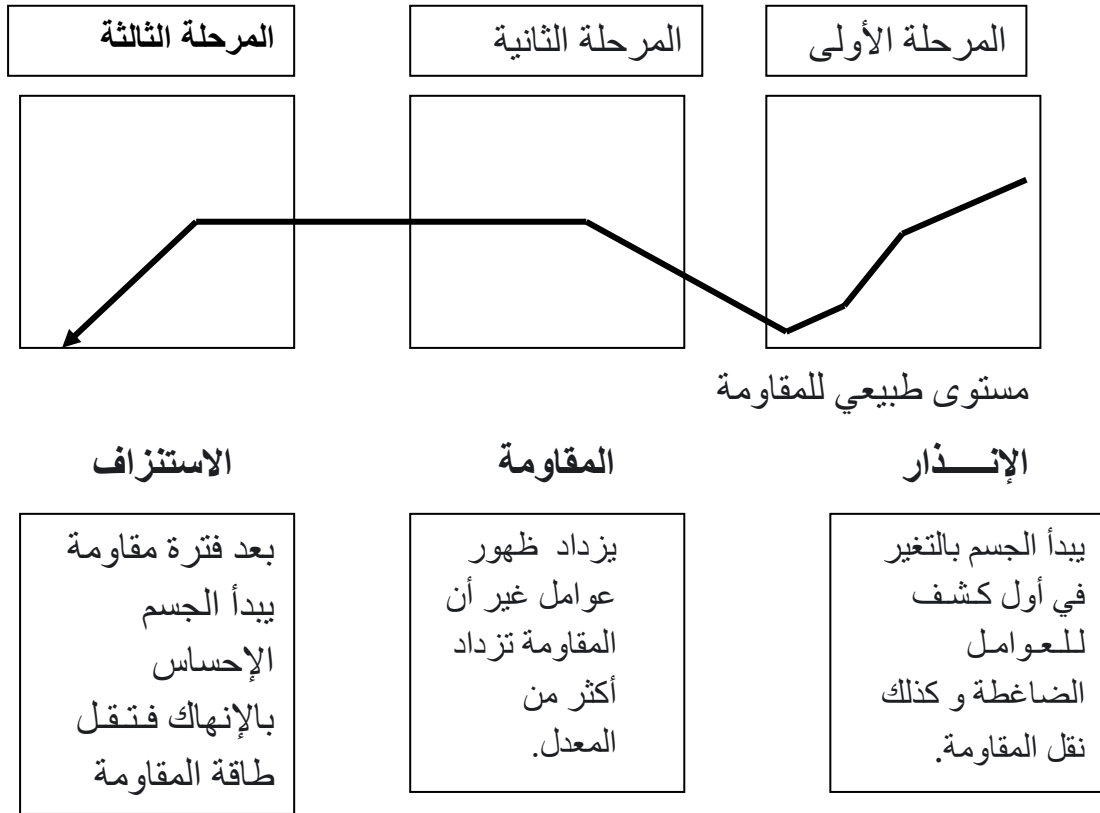 المرحلة الأولى
المرحلة الثانية
المرحلة الثالثة
مستوى طبيعي للمقاومة
الإنـــذار
المقاومة
الاستنزاف
يبدأ الجسم بالتغير
في أول كشف
للعوامل
الضاغطة و كذلك
نقل المقاومة.
يزداد ظهور
عوامل غير أن
المقاومة تزداد
أكثر من
المعدل.
بعد فترة مقاومة
يبدأ الجسم
الإحساس
بالإنهاك فتقل
طاقة المقاومة